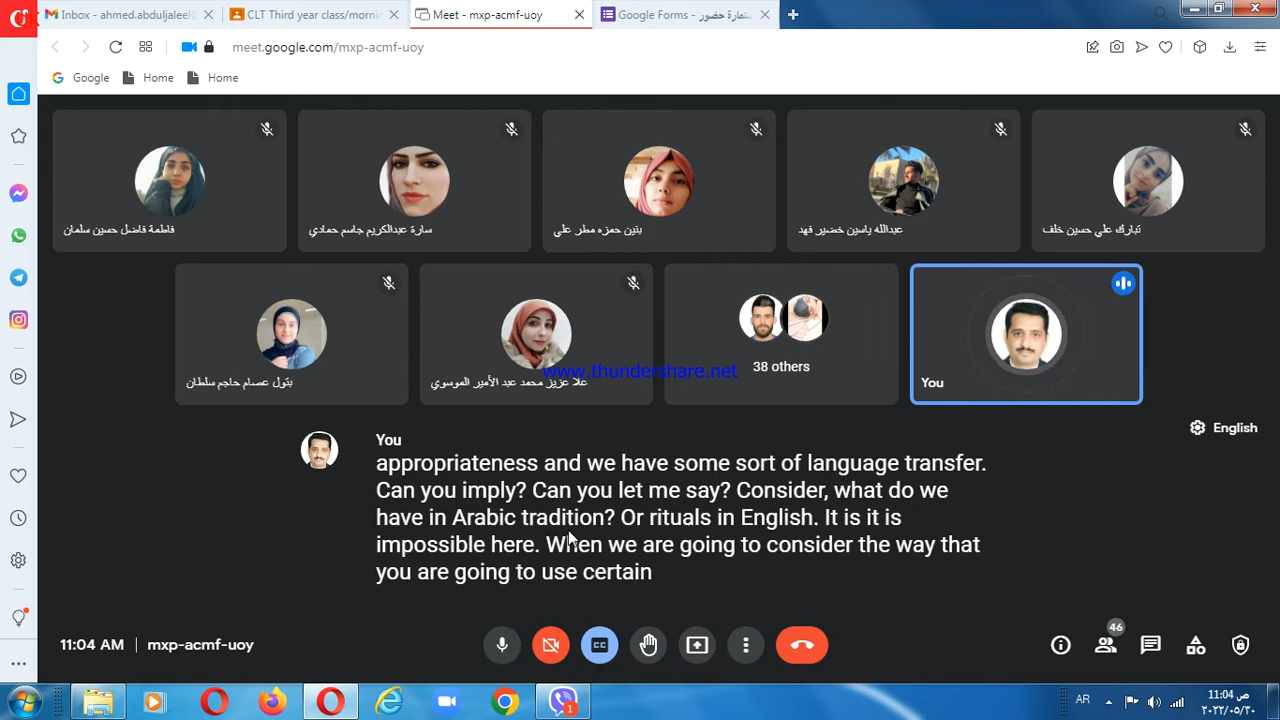 Inbox - ahmed.abduljaleel@
CLT Third year class/mornin
Meet - mxp-acmf-uoy
Google Forms - استمارة حضور
meet.google.com/mxp-acmf-uoy
Google
Home
Home
فاطمة فاضل حسين سلمان
سارة عبدالكريم جاسم حمادي
بنين حمزه مطر علي
عبدالله ياسين خضير فهد
تبارك علي حسين خلف
بتول عصام حاجم سلطان
علا عزيز محمد عبد الأمير الموسوي
www.thundershare.net
38 others
You
English
You
appropriateness and we have some sort of language transfer.
Can you imply? Can you let me say? Consider, what do we
have in Arabic tradition? Or rituals in English. It is it is
impossible here. When we are going to consider the way that
you are going to use certain
11:04 AM
mxp-acmf-uoy
46
1
AR
11:04 ص
٢٠٢٢/٠٥/٣٠